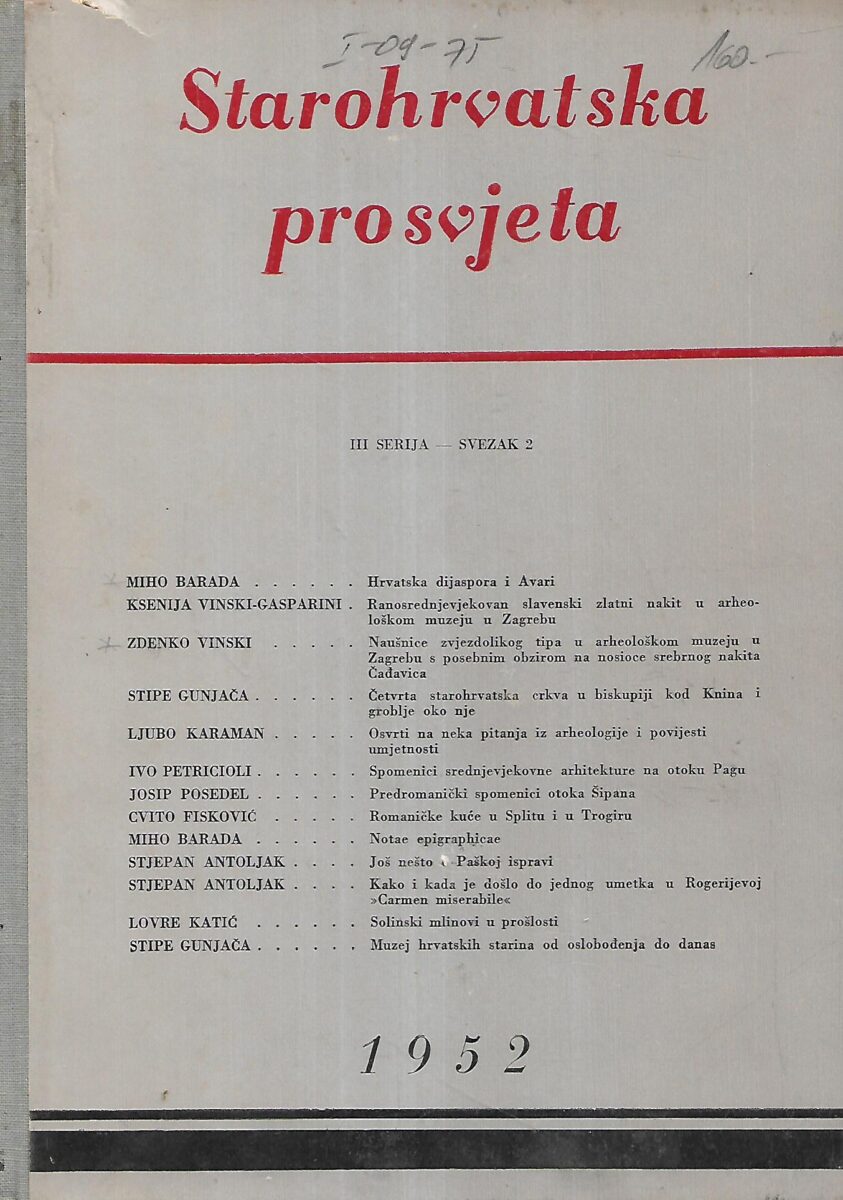 I-09-75 160.-
Starohrvatska
prosvjeta
III SERIJA — SVEZAK 2
MIHO BARADA . . . . . . Hrvatska dijaspora i Avari
KSENIJA VINSKI-GASPARINI . Ranosrednjevjekovan slavenski zlatni nakit u arheo-
loškom muzeju u Zagrebu
ZDENKO VINSKI . . . . . Naušnice zvjezdolikog tipa u arheološkom muzeju u
Zagrebu s posebnim obzirom na nosioce srebrnog nakita
Čađavica
STIPE GUNJAČA . . . . . . Četvrta starohrvatska crkva u biskupiji kod Knina i
groblje oko nje
LJUBO KARAMAN . . . . . Osvrti na neka pitanja iz arheologije i povijesti
umjetnosti
IVO PETRICIOLI . . . . . . Spomenici srednjevjekovne arhitekture na otoku Pagu
JOSIP POSEDEL . . . . . . Predromanički spomenici otoka Šipana
CVITO FISKOVIĆ . . . . . Romaničke kuće u Splitu i u Trogiru
MIHO BARADA . . . . . . Notae epigraphicae
STJEPAN ANTOLJAK . . . . Još nešto Paškoj ispravi
STJEPAN ANTOLJAK . . . . Kako i kada je došlo do jednog umetka u Rogerijevoj
»Carmen miserabile«
LOVRE KATIĆ . . . . . . Solinski mlinovi u prošlosti
STIPE GUNJAČA . . . . . . Muzej hrvatskih starina od oslobođenja do danas
1952